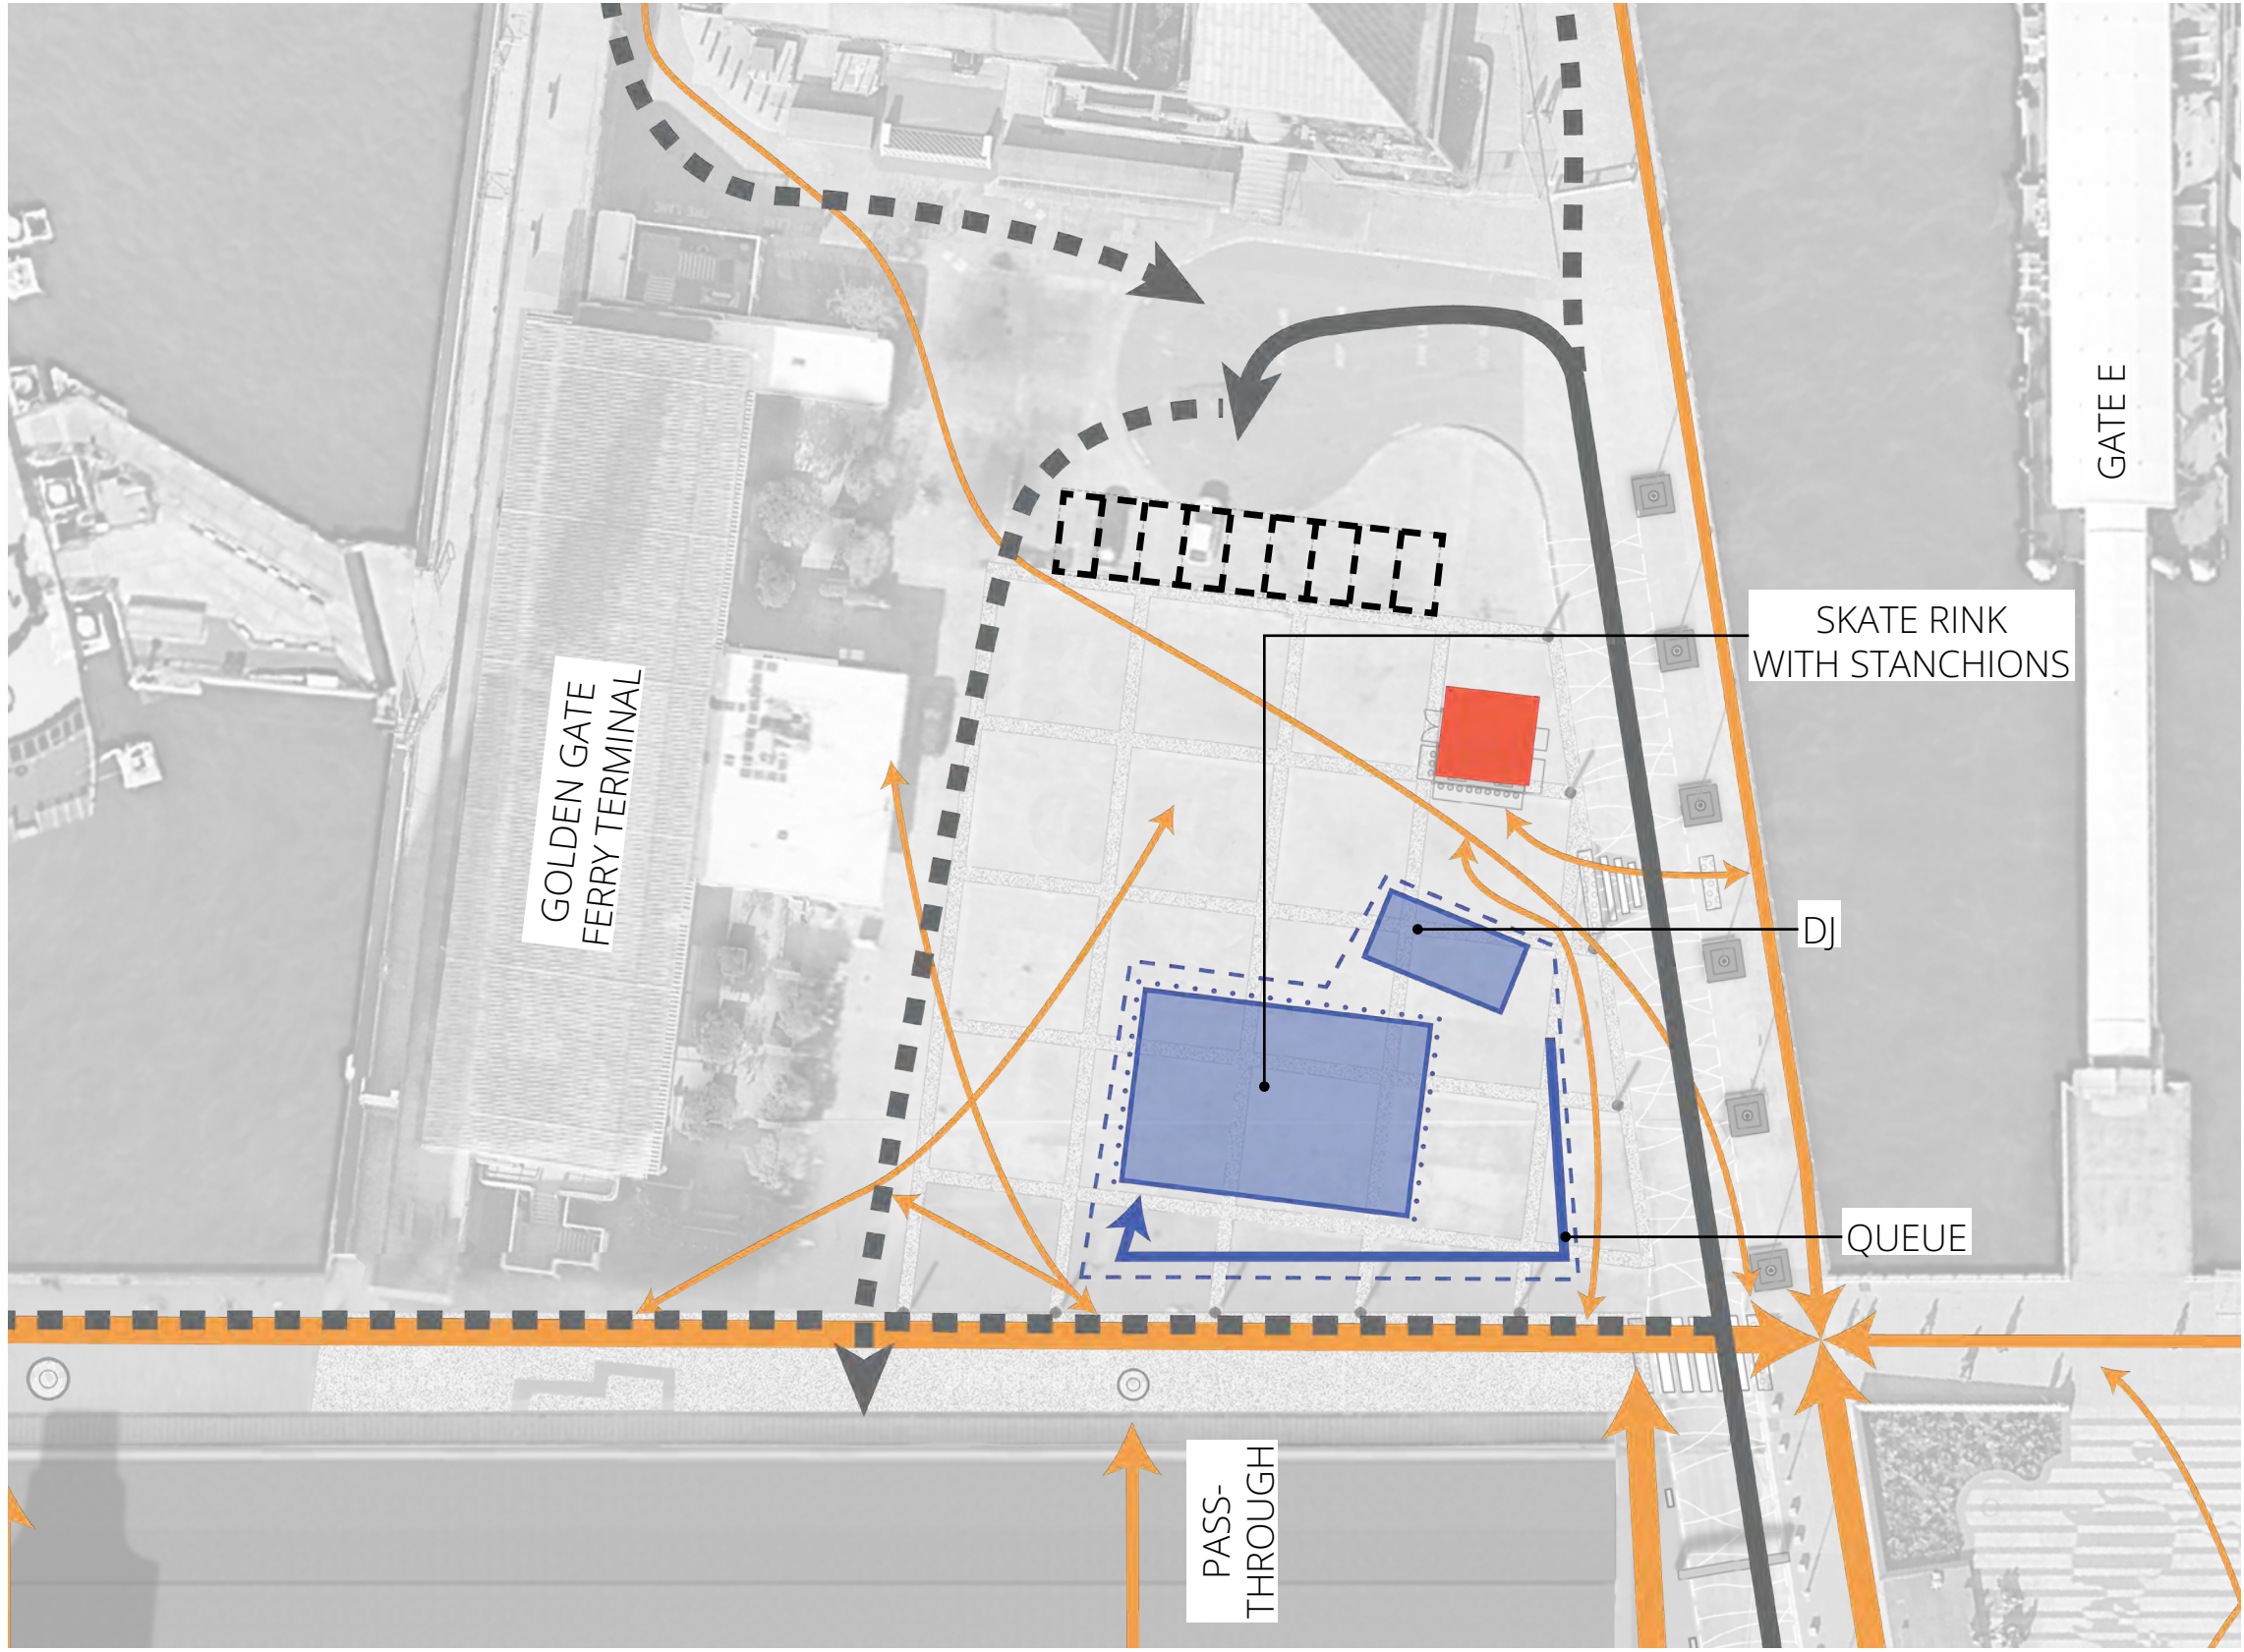 GATE E
SKATE RINK
WITH STANCHIONS
GOLDEN GATE
FERRY TERMINAL
DJ
QUEUE
PASS-
THROUGH